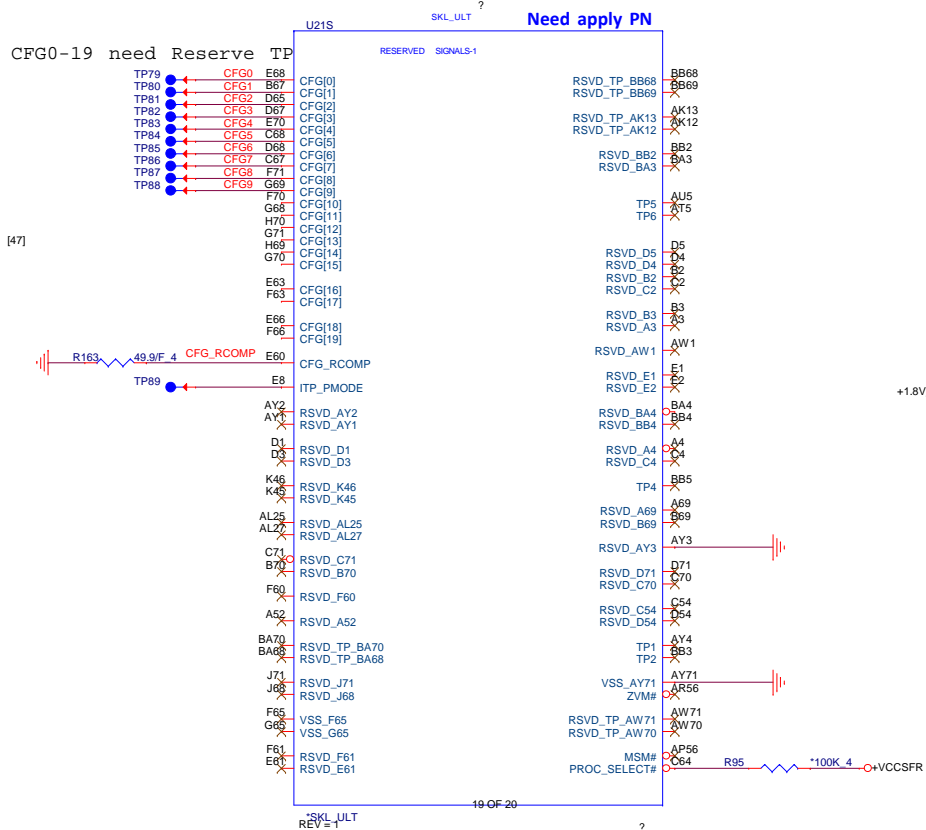 ?
SKL_ULT
Need apply PN
U21S
CFG0-19 need Reserve TP
RESERVED SIGNALS-1
TP79 CFG0 E68 CFG[0]
TP80 CFG1 B67 CFG[1]
TP81 CFG2 D65 CFG[2]
TP82 CFG3 D67 CFG[3]
TP83 CFG4 E70 CFG[4]
TP84 CFG5 C68 CFG[5]
TP85 CFG6 D68 CFG[6]
TP86 CFG7 C67 CFG[7]
TP87 CFG8 F71 CFG[8]
TP88 CFG9 G69 CFG[9]
F70 CFG[10]
G68 CFG[11]
H70 CFG[12]
G71 CFG[13]
H69 CFG[14]
G70 CFG[15]
[47]
E63 CFG[16]
F63 CFG[17]
E66 CFG[18]
F66 CFG[19]
R163 49.9/F_4 CFG_RCOMP E60 CFG_RCOMP
TP89 E8 ITP_PMODE
AY2 RSVD_AY2
AY1 RSVD_AY1
D1 RSVD_D1
D3 RSVD_D3
K46 RSVD_K46
K45 RSVD_K45
AL25 RSVD_AL25
AL27 RSVD_AL27
C71 RSVD_C71
B70 RSVD_B70
F60 RSVD_F60
A52 RSVD_A52
BA70 RSVD_TP_BA70
BA68 RSVD_TP_BA68
J71 RSVD_J71
J68 RSVD_J68
F65 VSS_F65
G65 VSS_G65
F61 RSVD_F61
E61 RSVD_E61
RSVD_TP_BB68 BB68
RSVD_TP_BB69 BB69
RSVD_TP_AK13 AK13
RSVD_TP_AK12 AK12
RSVD_BB2 BB2
RSVD_BA3 BA3
TP5 AU5
TP6 AT5
RSVD_D5 D5
RSVD_D4 D4
RSVD_B2 B2
RSVD_C2 C2
RSVD_B3 B3
RSVD_A3 A3
RSVD_AW1 AW1
RSVD_E1 E1
RSVD_E2 E2
+1.8V
RSVD_BA4 BA4
RSVD_BB4 BB4
RSVD_A4 A4
RSVD_C4 C4
TP4 BB5
RSVD_A69 A69
RSVD_B69 B69
RSVD_AY3 AY3
RSVD_D71 D71
RSVD_C70 C70
RSVD_C54 C54
RSVD_D54 D54
TP1 AY4
TP2 BB3
VSS_AY71 AY71
ZVM# AR56
RSVD_TP_AW71 AW71
RSVD_TP_AW70 AW70
MSM# AP56
PROC_SELECT# C64 R95 *100K_4 +VCCSFR
19 OF 20
*SKL_ULT
REV = 1
?